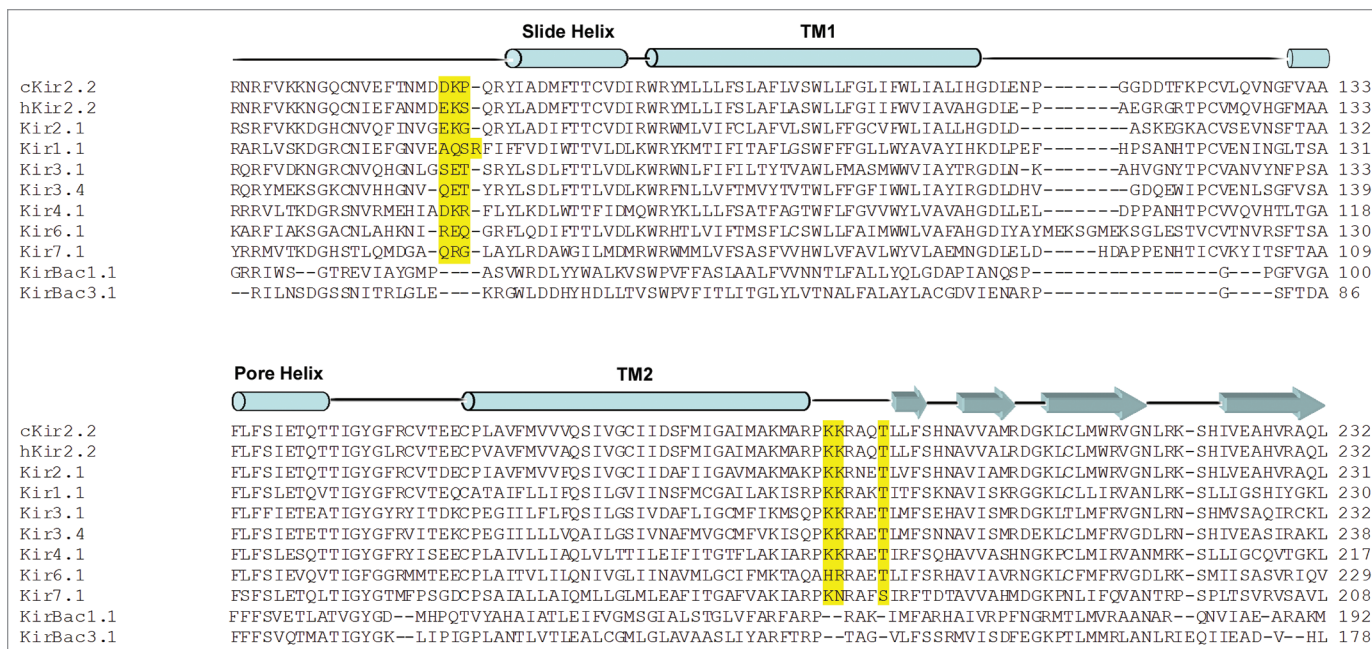 Slide Helix TM1
cKir2.2 RNRFVKKNGQCNVEFTNMDDKP-QRYIADMFTTCVDIRWRYMLLLFSLAFLVSWLLFGLIFWLIALIHGDLENP-------GGDDTFKPCVLQVNGFVAA 133
hKir2.2 RNRFVKKNGQCNIEFANMDEKS-QRYLADMFTTCVDIRWRYMLLIFSLAFLASWLLFGIIFWVIAVAHGDLE-P-------AEGRGRTPCVMQVHGFMAA 133
Kir2.1 RSRFVKKDGHCNVQFINVGEKG-QRYLADIFTTCVDIRWRWMLVIFCLAFVLSWLFFGCVFWLIALLHGDLD---------ASKEGKACVSEVNSFTAA 132
Kir1.1 RARLVSKDGRCNIEFGNVEAQSRFIFFVDIWTTVLDLKWRYKMTIFITAFLGSWFFFGLLWYAVAYIHKDLPEF-------HPSANHTPCVENINGLTSA 131
Kir3.1 RQRFVDKNGRCNVQHGNLGSET-SRYLSDLFTTLVDLKWRWNLFIFILTYTVAWLFMASMWWVIAYTRGDLN-K-------AHVGNYTPCVANVYNFPSA 133
Kir3.4 RQRYMEKSGKCNVHHGNV-QET-YRYLSDLFTTLVDLKWRFNLLVFTMVYTVTWLFFGFIWWLIAYIRGDLDHV-------GDQEWIPCVENLSGFVSA 139
Kir4.1 RRRVLTKDGRSNVRMEHIADKR-FLYLKDLWTTFIDMQWRYKLLLFSATFAGTWFLFGVVWYLVAVAHGDLLEL-------DPPANHTPCVVQVHTLTGA 118
Kir6.1 KARFIAKSGACNLAHKNI-REQ-GRFLQDIFTTLVDLKWRHTLVIFTMSFLCSWLLFAIMWWLVAFAHGDIYAYMEKSGMEKSGLESTVCVTNVRSFTSA 130
Kir7.1 YRRMVTKDGHSTLQMDGA-QRG-LAYLRDAWGILMDMRWRWMMLVFSASFVVHWLVFAVLWYVLAEMNGDLELD-------HDAPPENHTICVKYITSFTAA 109
KirBac1.1 GRRIWS--GTREVIAYGMP---ASVWRDLYYWALKVSWPVFFASLAALFVVNNTLFALLYQLGDAPIANQSP--------------G---PGFVGA 100
KirBac3.1 --RILNSDGSSNITRLGLE----KRGWLDDHYHDLLTVSWPVFITLITGLYLVTNALFALAYLACGDVIENARP--------------G----SFTDA 86
Pore Helix TM2
cKir2.2 FLFSIETQTTIGYGFRCVTEECPLAVFMVVVQSIVGCIIDSFMIGAIMAKMARPKKRAQTLLFSHNAVVAMRDGKLCLMWRVGNLRK-SHIVEAHVRAQL 232
hKir2.2 FLFSIETQTTIGYGLRCVTEECPVAVFMVVAQSIVGCIIDSFMIGAIMAKMARPKKRAQTLLFSHNAVVALRDGKLCLMWRVGNLRK-SHIVEAHVRAQL 232
Kir2.1 FLFSIETQTTIGYGFRCVTDECPIAVFMVVFQSIVGCIIDAFIIGAVMAKMAKPKKRNETLVFSHNAVIAMRDGKLCLMWRVGNLRK-SHLVEAHVRAQL 231
Kir1.1 FLFSLETQVTIGYGFRCVTEQCATAIFLLIFQSILGVIINSFMCGAILAKISRPKKRAKTITFSKNAVISKRGGKLCLLIRVANLRK-SLLIGSHIYGKL 230
Kir3.1 FLFFIETEATIGYGYRYITDKCPEGIILFLFQSILGSIVDAFLIGCMFIKMSQPKKRAETLMFSEHAVISMRDGKLTLMFRVGNLRN-SHMVSAQIRCKL 232
Kir3.4 FLFSIETETTIGYGFRVITEKCPEGIILLLVQAILGSIVNAFMVGCMFVKISQPKKRAETLMFSNNAVISMRDEKLCLMFRVGDLRN-SHIVEASIRAKL 238
Kir4.1 FLFSLESQTTIGYGFRYISEECPLAIVLLIAQLVLTTILEIFITGTFLAKIARPKKRAETIRFSQHAVVASHNGKPCLMIRVANMRK-SLLIGCQVTGKL 217
Kir6.1 FLFSIEVQVTIGFGGRMMTEECPLAITVLILQNIVGLIINAVMLGCIFMKTAQAHRRAETLIFSRHAVIAVRNGKLCFMFRVGDLRK-SMIISASVRIQV 229
Kir7.1 FSFSLETQLTIGYGTMFPSGDCPSAIALLAIQMLLGLMLEAFITGAFVAKIARPKNRAFSIRFTDTAVVAHMDGKPNLIFQVANTRP-SPLTSVRVSAVL 208
KirBac1.1 FFFSVETLATVGYGD--MHPQTVYAHAIATLEIFVGMSGIALSTGLVFARFARP--RAK-IMFARHAIVRPFNGRMTLMVRAANAR--QNVIAE-ARAKM 192
KirBac3.1 FFFSVQTMATIGYGK--LIPIGPLANTLVTLEALCGMLGLAVAASLIYARFTRP--TAG-VLFSSRMVISDFEGKPTLMMRLANLRIEQIIEAD-V--HL 178